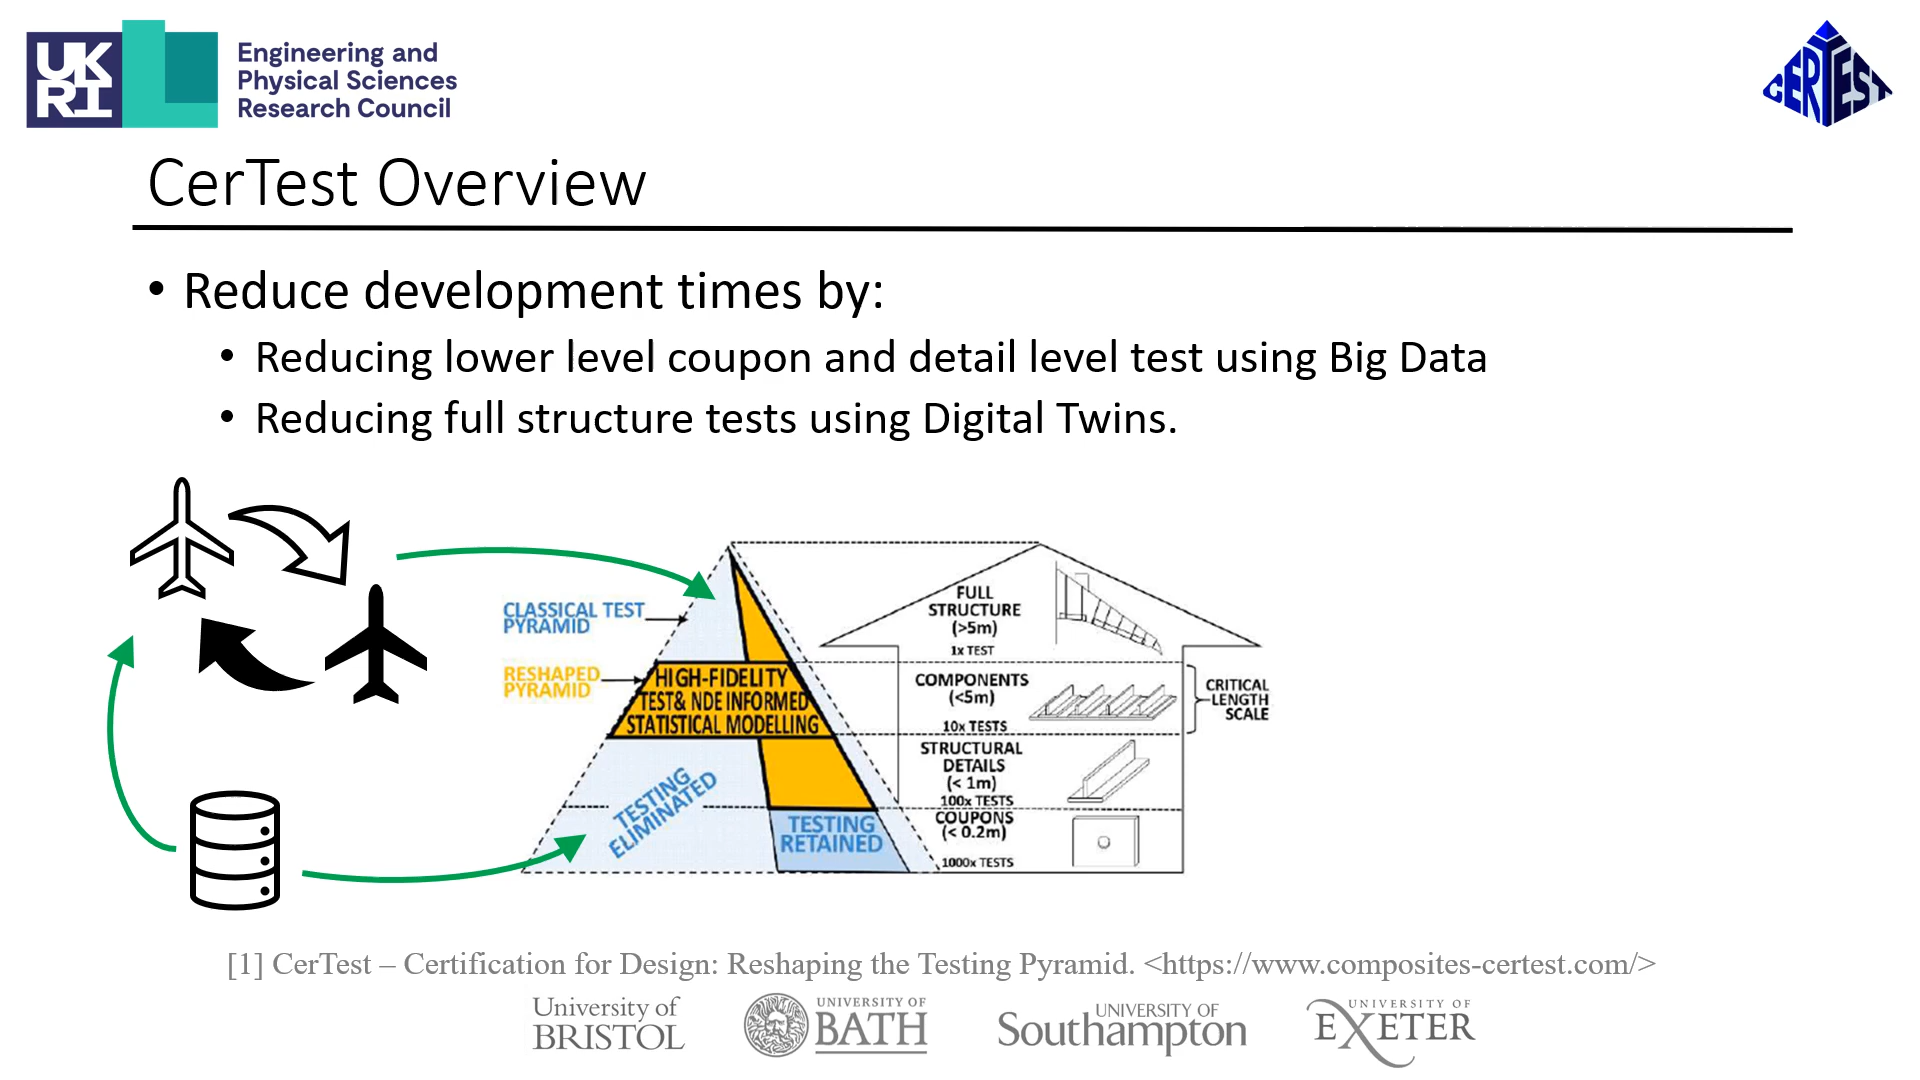 UK
RI
Engineering and
Physical Sciences
Research Council
CERTEST
CerTest Overview
• Reduce development times by:
• Reducing lower level coupon and detail level test using Big Data
• Reducing full structure tests using Digital Twins.
CLASSICAL TEST
PYRAMID
RESHAPED
PYRAMID
HIGH-FIDELITY
TEST& NDE INFORMED
STATISTICAL MODELLING
TESTING
ELIMINATED
TESTING
RETAINED
FULL
STRUCTURE
(>5m)
1x TEST
COMPONENTS
(<5m)
10x TESTS
CRITICAL
LENGTH
SCALE
STRUCTURAL
DETAILS
(< 1m)
100x TESTS
COUPONS
(< 0.2m)
1000x TESTS
[1] CerTest – Certification for Design: Reshaping the Testing Pyramid. <https://www.composites-certest.com/>
University of
BRISTOL
UNIVERSITY OF
BATH
UNIVERSITY OF
Southampton
UNIVERSITY OF
EXETER